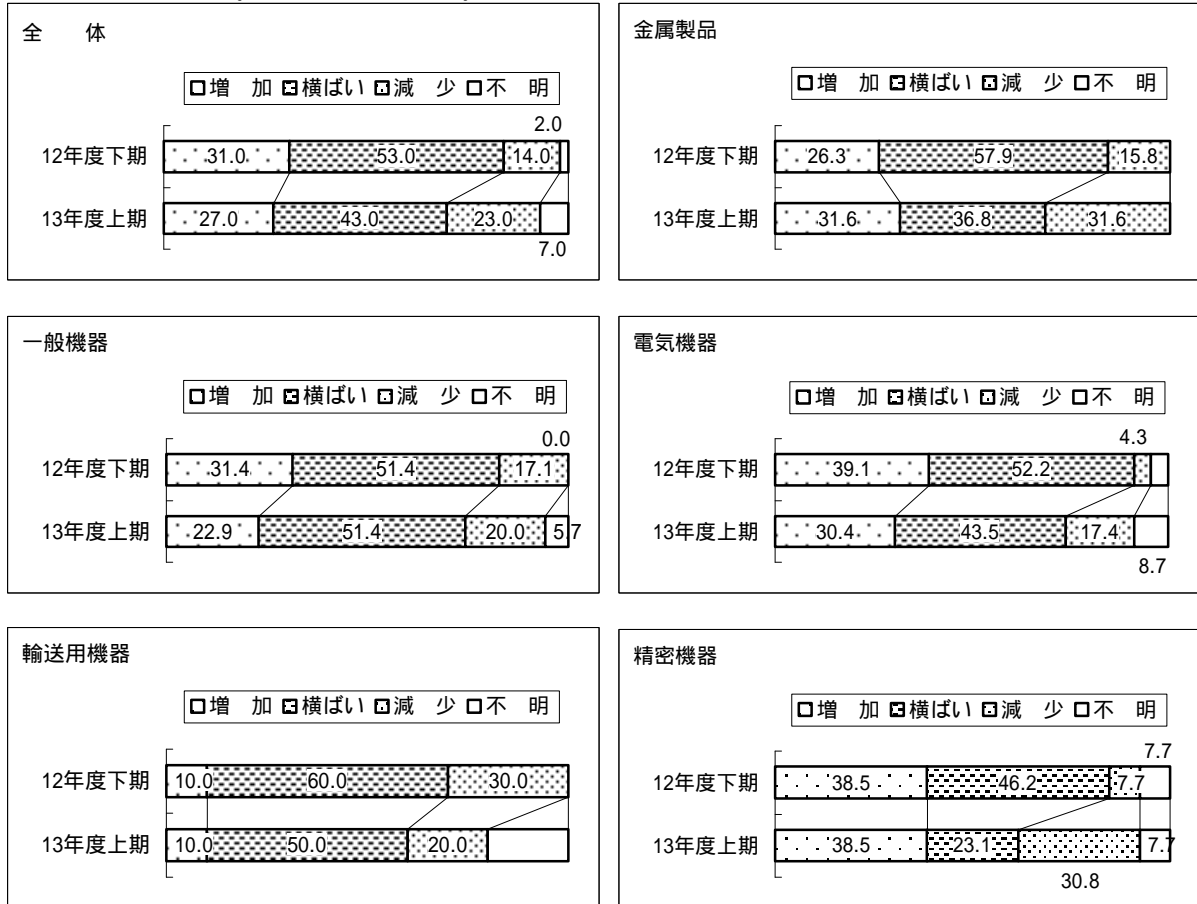 全　体
□増　加 □横ばい □減　少 □不　明
2.0
12年度下期 31.0 53.0 14.0
13年度上期 27.0 43.0 23.0
7.0
金属製品
□増　加 □横ばい □減　少 □不　明
12年度下期 26.3 57.9 15.8
13年度上期 31.6 36.8 31.6
一般機器
□増　加 □横ばい □減　少 □不　明
0.0
12年度下期 31.4 51.4 17.1
13年度上期 22.9 51.4 20.0 5.7
電気機器
□増　加 □横ばい □減　少 □不　明
4.3
12年度下期 39.1 52.2
13年度上期 30.4 43.5 17.4
8.7
輸送用機器
□増　加 □横ばい □減　少 □不　明
12年度下期 10.0 60.0 30.0
13年度上期 10.0 50.0 20.0
精密機器
□増　加 □横ばい □減　少 □不　明
7.7
12年度下期 38.5 46.2 7.7
13年度上期 38.5 23.1 7.7
30.8